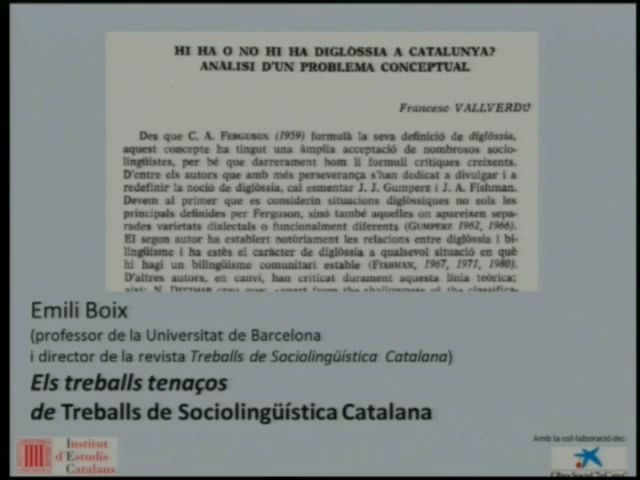 HI HA O NO HI HA DIGLÒSSIA A CATALUNYA?
ANÀLISI D'UN PROBLEMA CONCEPTUAL
Francesc VALLVERDÚ
Des que C. A. FERGUSON (1959) formulà la seva definició de diglòssia,
aquest concepte ha tingut una àmplia acceptació de nombrosos socio-
lingüistes, per bé que darrerament hom li formuli crítiques creixents.
D'entre els autors que amb més perseverança s'han dedicat a divulgar i a
redefinir la noció de diglòssia, cal esmentar J. J. Gumperz i J. A. Fishman.
Devem al primer que es considerin situacions diglòssiques no sols les
principals definides per Ferguson, sinó també aquelles on apareixen sepa-
rades varietats dialectals o funcionalment diferents (GUMPERZ 1962, 1966).
El segon autor ha establert notòriament les relacions entre diglòssia i bi-
lingüisme i ha estès el caràcter de diglòssia a qualsevol situació en què
hi hagi un bilingüisme comunitari estable (FISHMAN, 1967, 1971, 1980).
D'altres autors, en canvi, han criticat durament aquesta línia teòrica;
Emili Boix
(professor de la Universitat de Barcelona
i director de la revista Treballs de Sociolingüística Catalana)
Els treballs tenaços
de Treballs de Sociolingüística Catalana
Institut
d'Estudis
Catalans
Amb la col·laboració de: